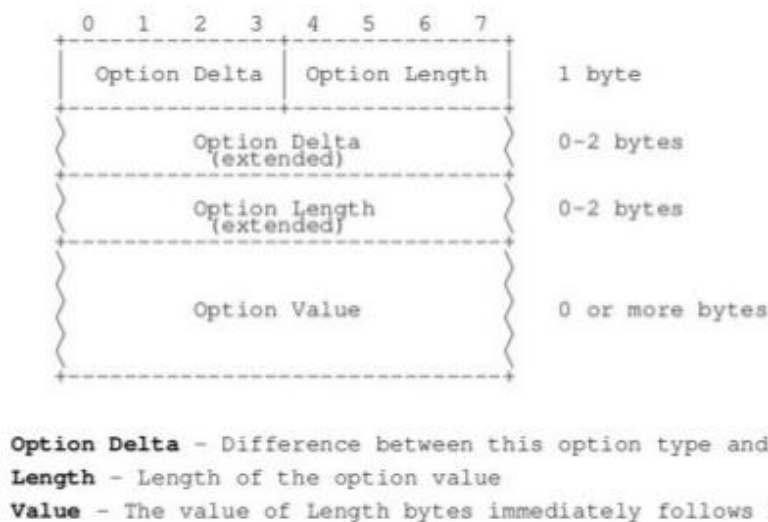 0 1 2 3 4 5 6 7
Option Delta Option Length 1 byte
Option Delta 0-2 bytes
(extended)
Option Length 0-2 bytes
(extended)
Option Value 0 or more bytes
Option Delta – Difference between this option type and
Length – Length of the option value
Value – The value of Length bytes immediately follows